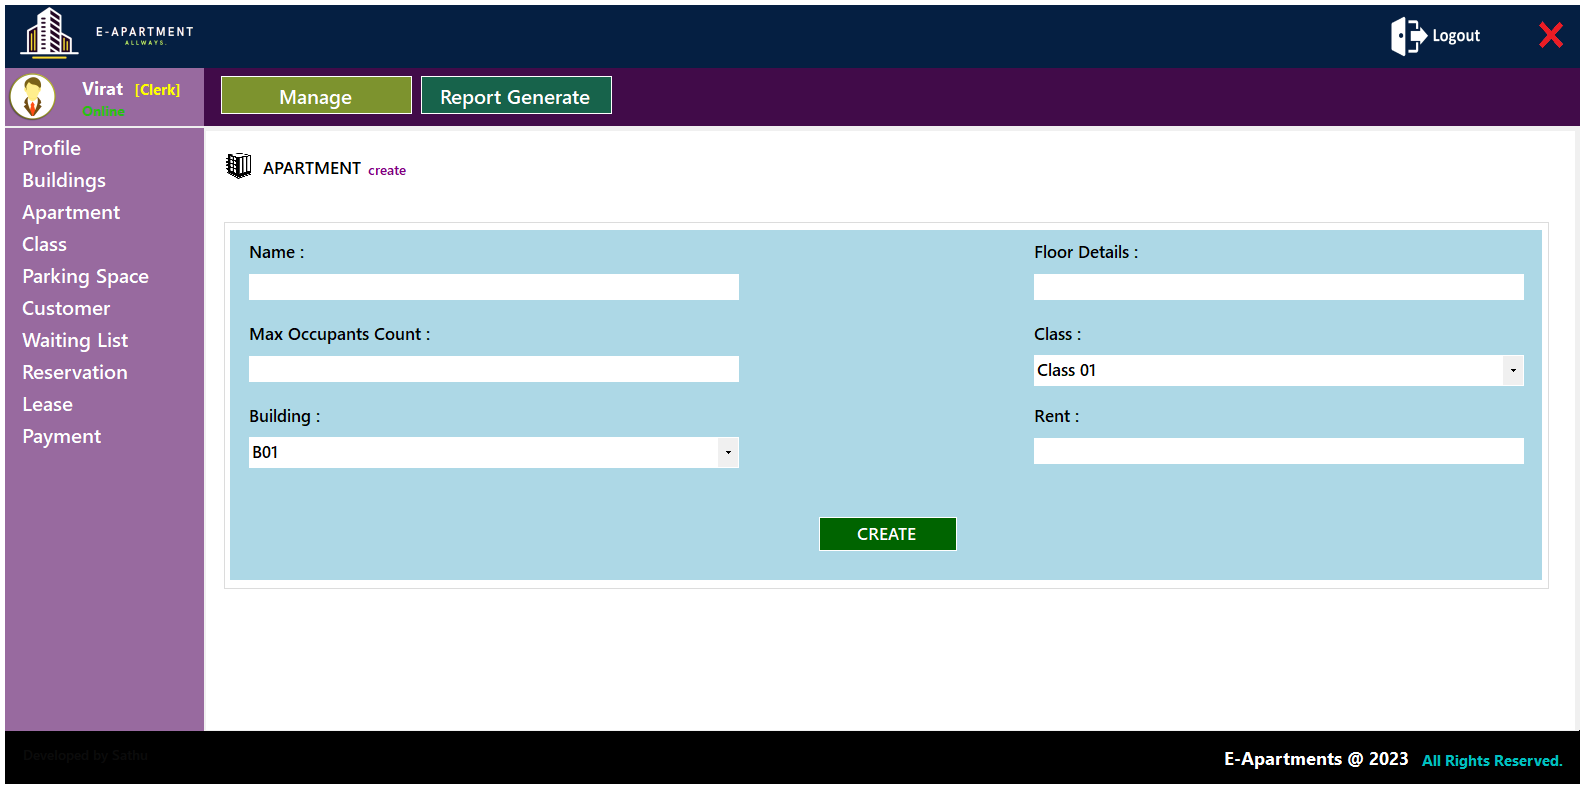 E-APARTMENT
ALLWAYS.
Logout
Virat [Clerk]
Online
Manage
Report Generate
Profile
Buildings
Apartment
Class
Parking Space
Customer
Waiting List
Reservation
Lease
Payment
APARTMENT create
Name :
Floor Details :
Max Occupants Count :
Class :
Class 01
Building :
B01
Rent :
CREATE
Developed by Sathu
E-Apartments @ 2023 All Rights Reserved.